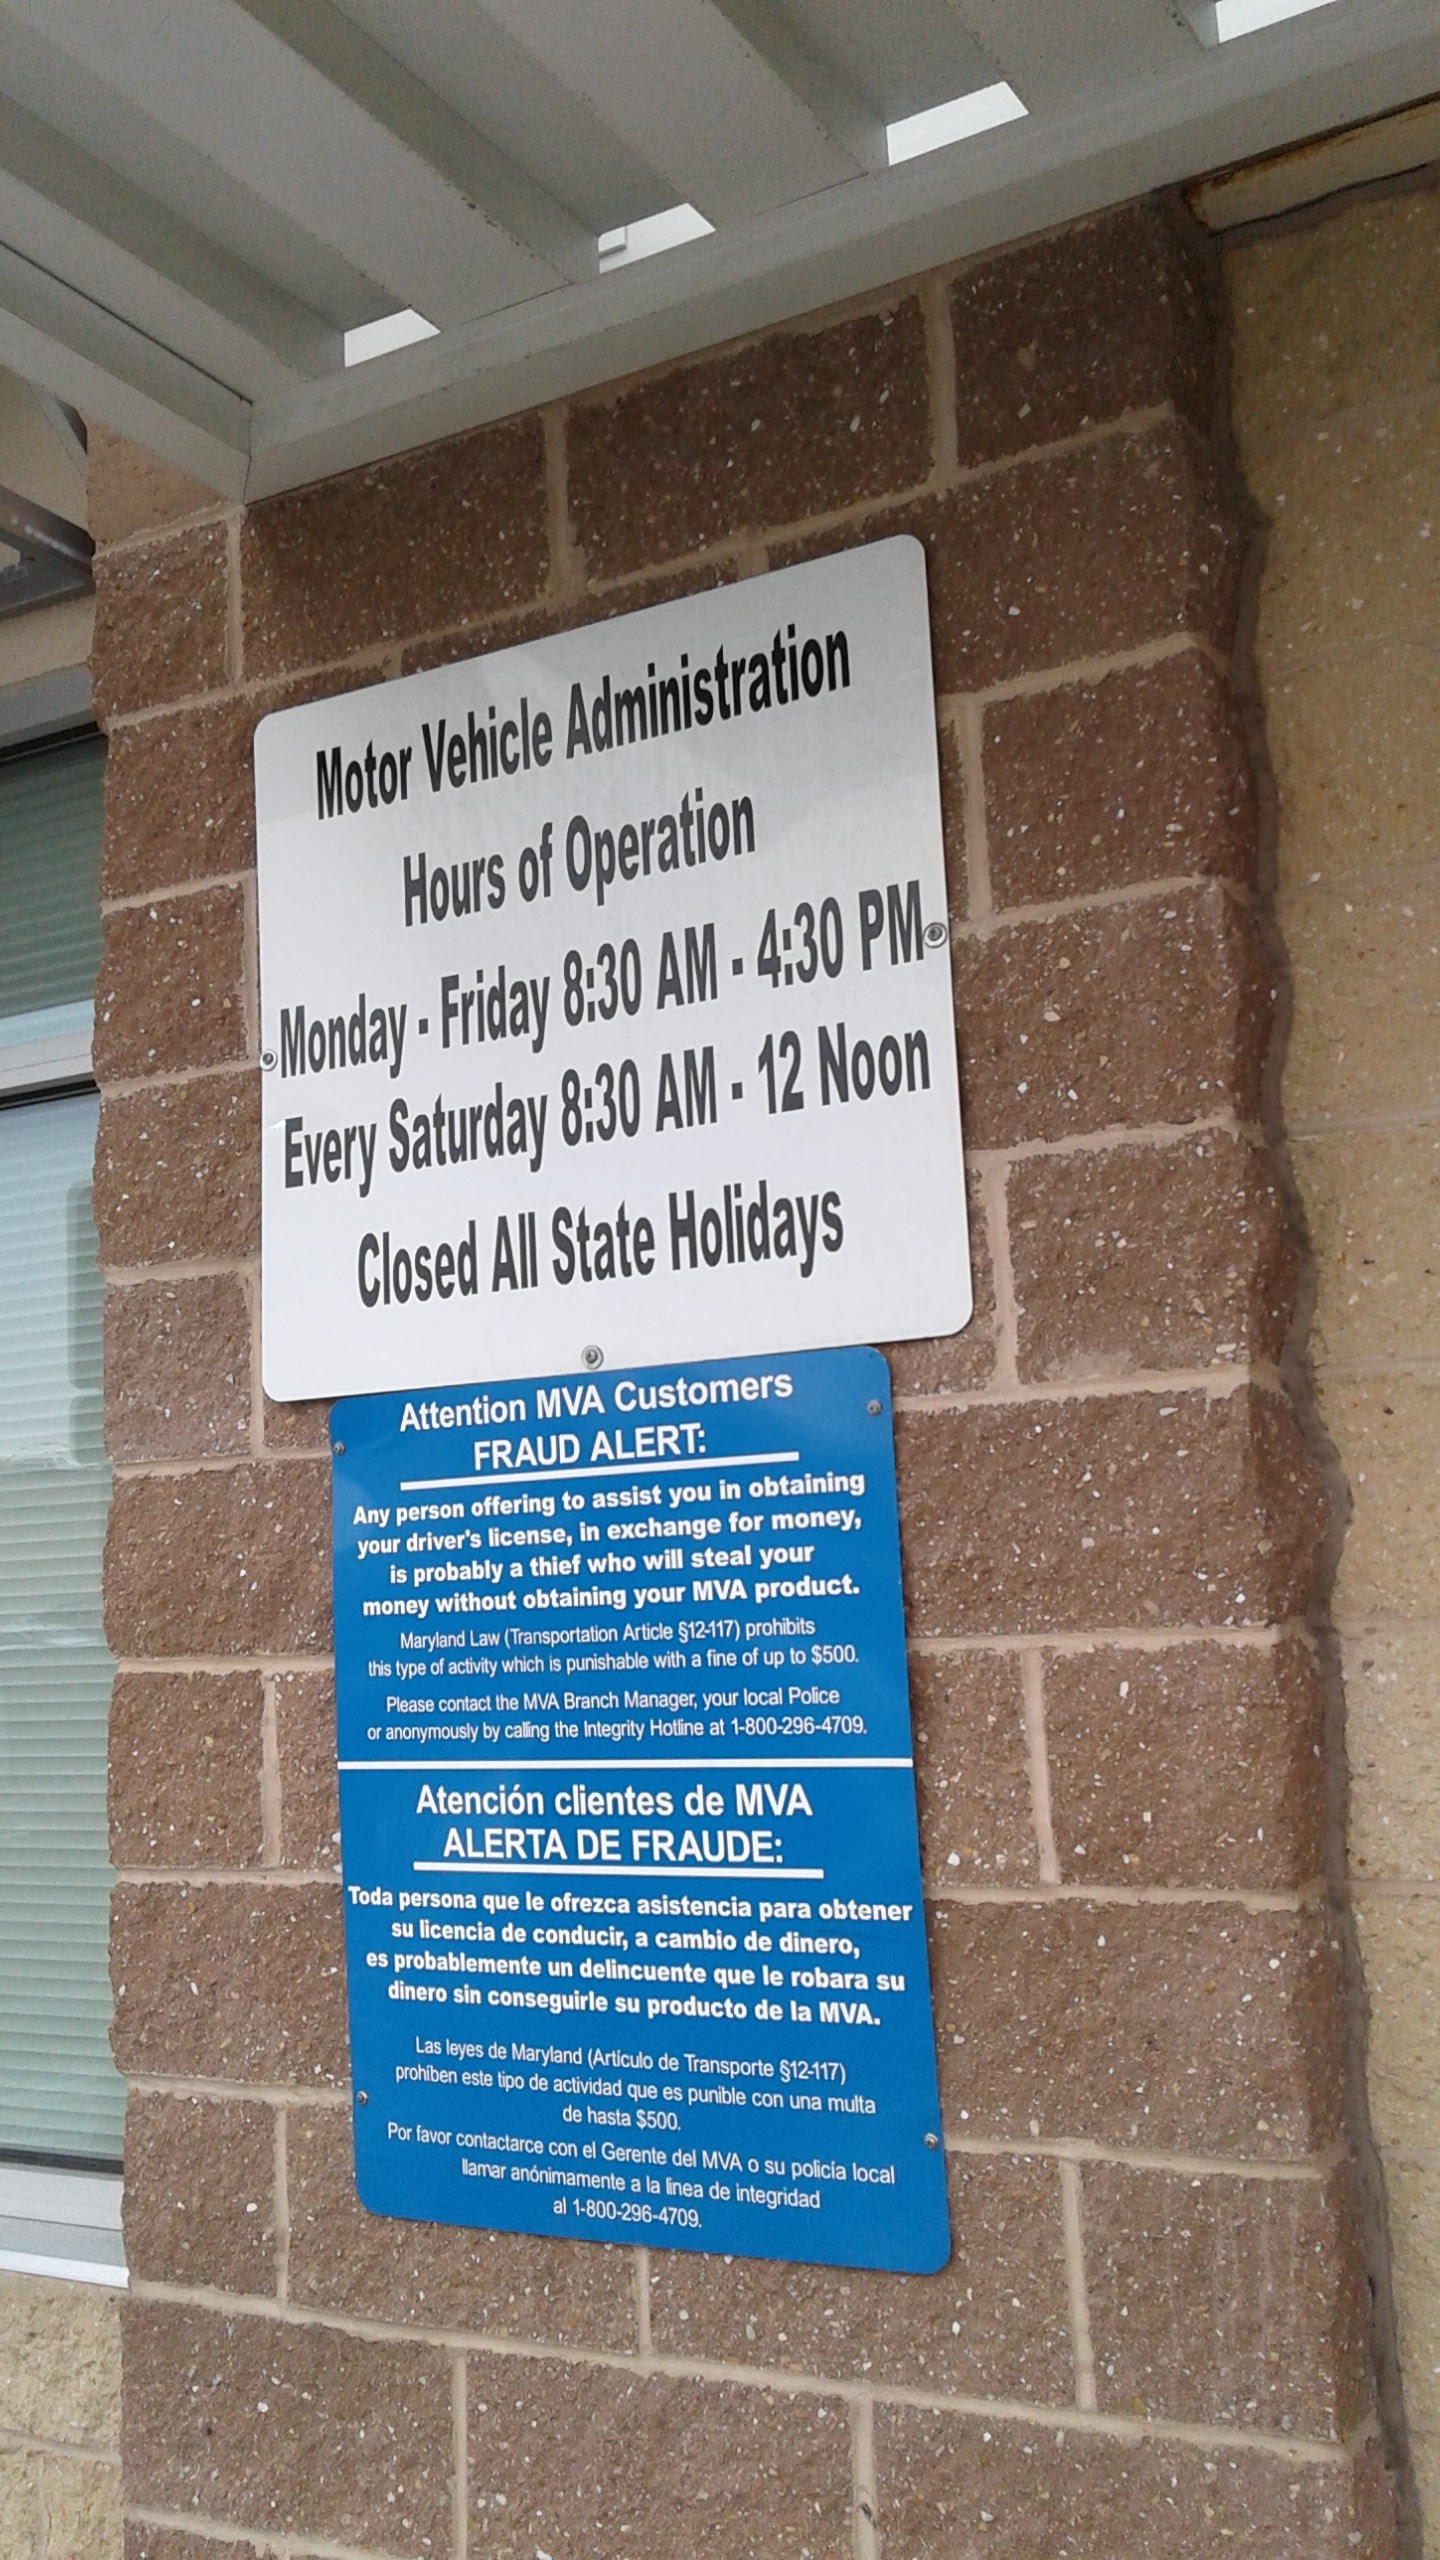 Motor Vehicle Administration
Hours of Operation
Monday - Friday 8:30 AM - 4:30 PM
Every Saturday 8:30 AM - 12 Noon
Closed All State Holidays
Attention MVA Customers
FRAUD ALERT:
Any person offering to assist you in obtaining
your driver's license, in exchange for money,
is probably a thief who will steal your
money without obtaining your MVA product.
Maryland Law (Transportation Article §12-117) prohibits
this type of activity which is punishable with a fine of up to $500.
Please contact the MVA Branch Manager, your local Police
or anonymously by calling the Integrity Hotline at 1-800-296-4709.
Atención clientes de MVA
ALERTA DE FRAUDE:
Toda persona que le ofrezca asistencia para obtener
su licencia de conducir, a cambio de dinero,
es probablemente un delincuente que le robara su
dinero sin conseguirle su producto de la MVA.
Las leyes de Maryland (Artículo de Transporte §12-117)
prohíben este tipo de actividad que es punible con una multa
de hasta $500.
Por favor contactarce con el Gerente del MVA o su policía local
llamar anónimamente a la linea de integridad
al 1-800-296-4709.